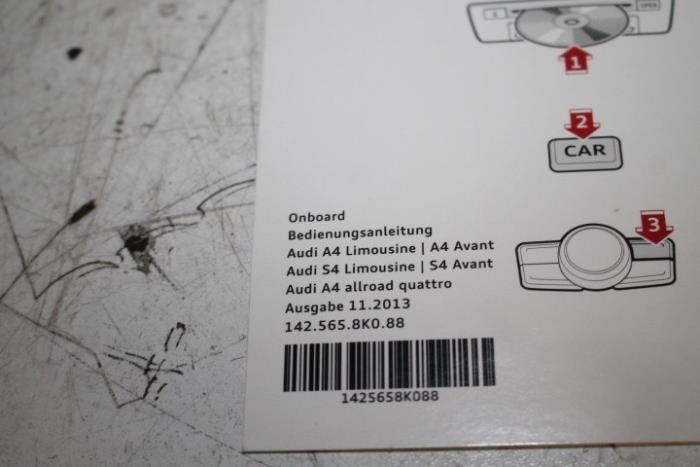 OPEN
1
2
CAR
3
Onboard
Bedienungsanleitung
Audi A4 Limousine | A4 Avant
Audi S4 Limousine | S4 Avant
Audi A4 allroad quattro
Ausgabe 11.2013
142.565.8K0.88
1425658K088